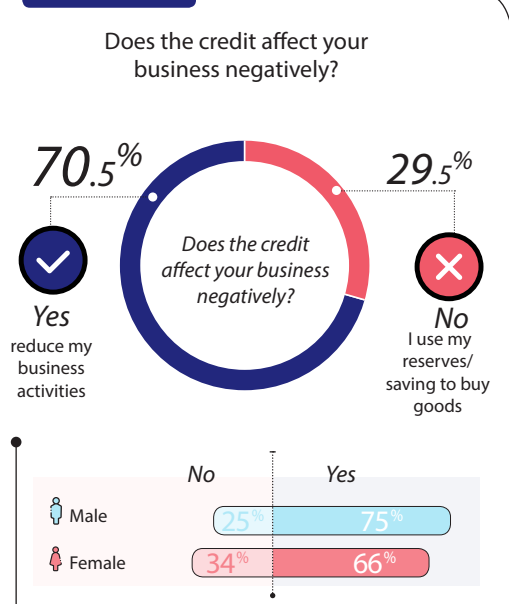 Does the credit affect your
business negatively?
70.5%
29.5%
Does the credit
affect your business
negatively?
Yes
reduce my
business
activities
No
I use my
reserves/
saving to buy
goods
No
Yes
Male
25%
75%
Female
34%
66%